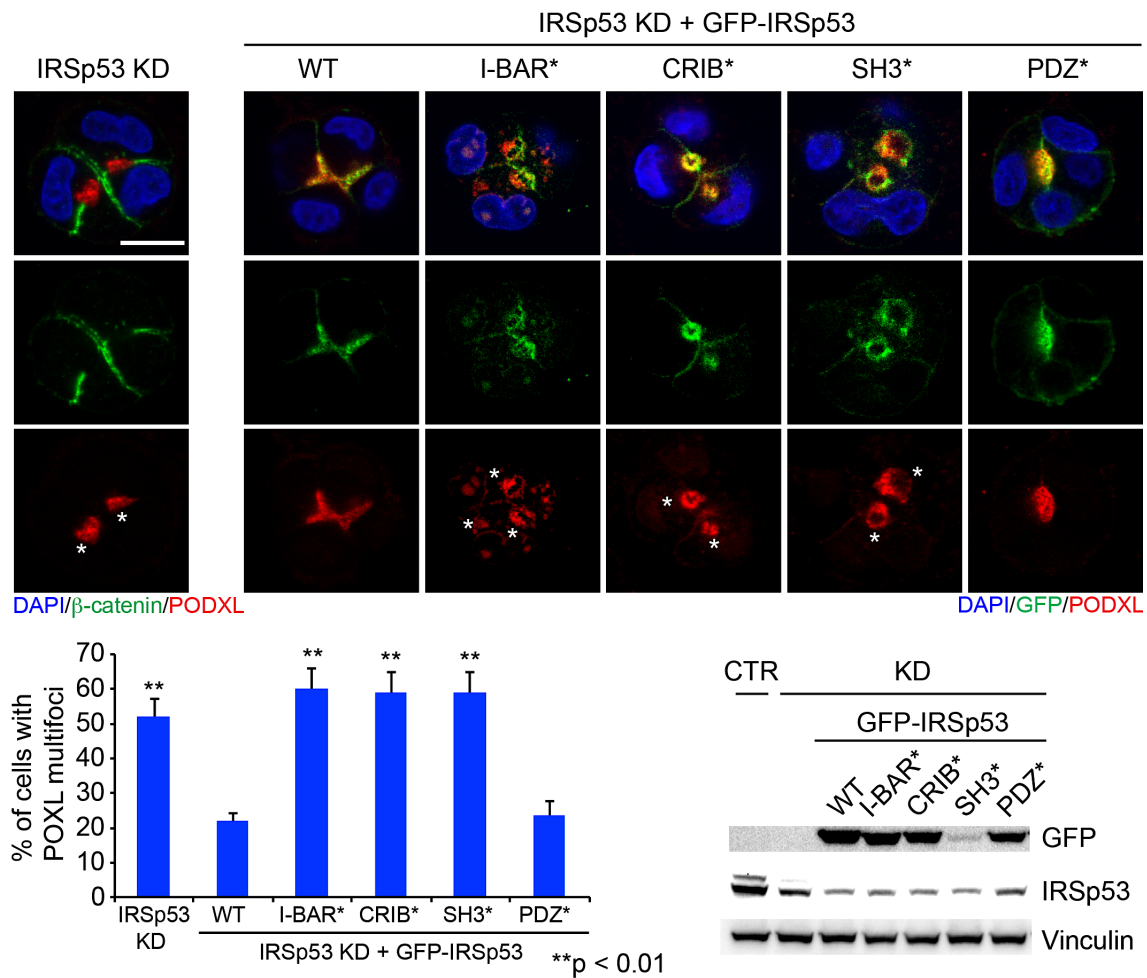 IRSp53 KD + GFP-IRSp53
IRSp53 KD
WT
I-BAR*
CRIB*
SH3*
PDZ*
*
*
*
*
*
*
*
*
*
DAPI/β-catenin/PODXL
DAPI/GFP/PODXL
% of cells with
POXL multifoci
70
60
50
40
30
20
10
0
**
**
**
**
IRSp53
KD
WT
I-BAR*
CRIB*
SH3*
PDZ*
IRSp53 KD + GFP-IRSp53
**p < 0.01
CTR
KD
GFP-IRSp53
WT
I-BAR*
CRIB*
SH3*
PDZ*
GFP
IRSp53
Vinculin